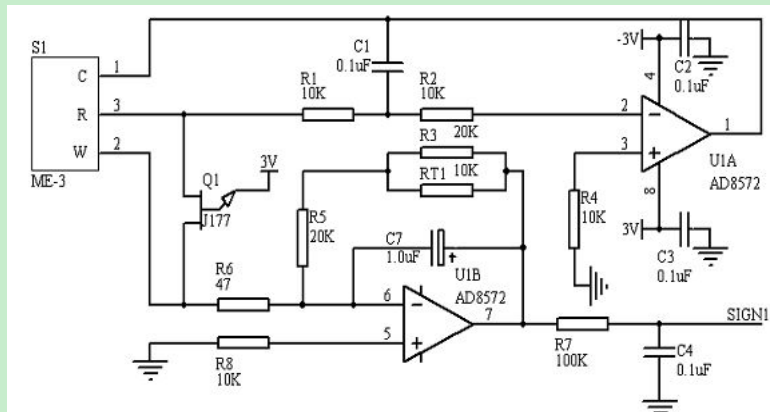 S1
C 1
R 3
W 2
ME-3
C1
0.1uF
R1
10K
R2
10K
-3V
C2
0.1uF
4
2
3
1
8
U1A
AD8572
R3
20K
10K
RT1
R4
10K
3V
C3
0.1uF
Q1
3V
J177
R5
20K
C7
1.0uF
U1B
AD8572
R6
47
6
5
7
R8
10K
R7
100K
SIGN1
C4
0.1uF